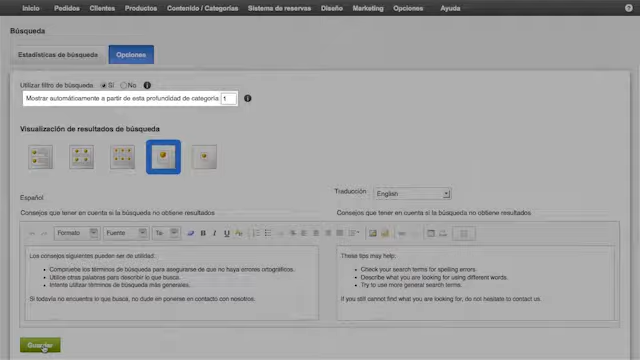 Inicio Pedidos Clientes Productos Contenido / Categorías Sistema de reservas Diseño Marketing Opciones Ayuda
Búsqueda
Estadísticas de búsqueda Opciones
Utilizar filtro de búsqueda Sí No
Mostrar automáticamente a partir de esta profundidad de categoría 1
Visualización de resultados de búsqueda
Español Traducción English
Consejos que tener en cuenta si la búsqueda no obtiene resultados Consejos que tener en cuenta si la búsqueda no obtiene resultados
Formato Fuente Ta B I U
Los consejos siguientes pueden ser de utilidad: These tips may help:
Compruebe los términos de búsqueda para asegurarse de que no haya errores ortográficos. Check your search terms for spelling errors.
Utilice otras palabras para describir lo que busca. Describe what you are looking for using different words.
Intente utilizar términos de búsqueda más generales. Try to use more general search terms.
Si todavía no encuentra lo que busca, no dude en ponerse en contacto con nosotros. If you still cannot find what you are looking for, do not hesitate to contact us.
Guardar